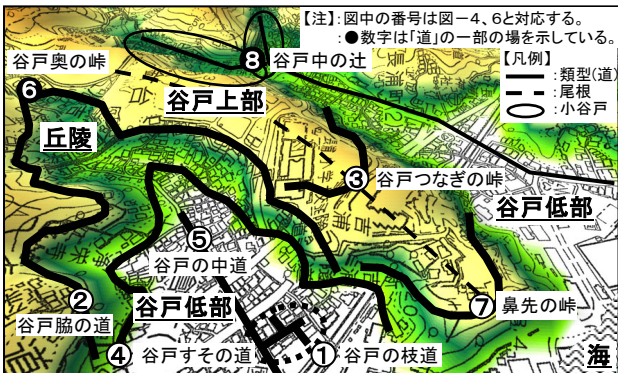 【注】:図中の番号は図－4、6と対応する。
:●数字は「道」の一部の場を示している。
【凡例】
:類型(道)
:尾根
:小谷戸
谷戸奥の峠
⑧ 谷戸中の辻
⑥
谷戸上部
丘陵
③ 谷戸つなぎの峠
谷戸低部
⑤
谷戸の中道
②
谷戸脇の道
谷戸低部
⑦ 鼻先の峠
④ 谷戸すその道
① 谷戸の枝道
海